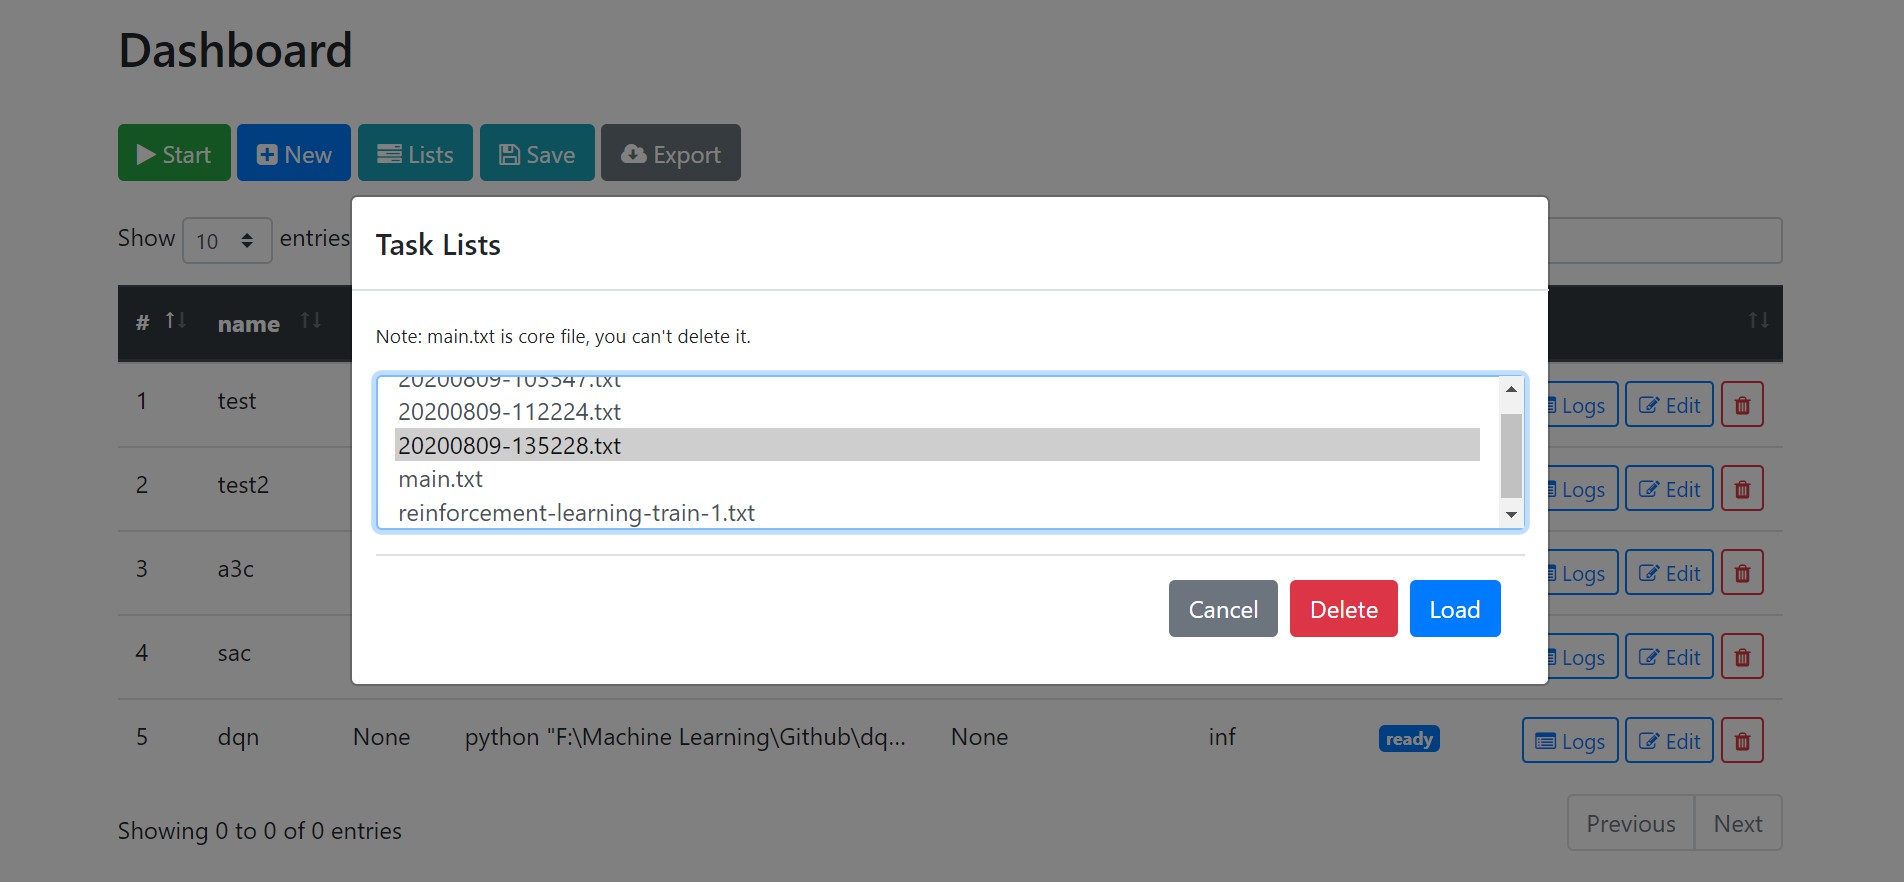 Dashboard
Start New Lists Save Export
Show 10 entries
Task Lists
Note: main.txt is core file, you can't delete it.
20200809-103347.txt
20200809-112224.txt
20200809-135228.txt
main.txt
reinforcement-learning-train-1.txt
Cancel Delete Load
# name
1 test Logs Edit
2 test2 Logs Edit
3 a3c Logs Edit
4 sac Logs Edit
5 dqn None python "F:\Machine Learning\Github\dq... None inf ready Logs Edit
Showing 0 to 0 of 0 entries
Previous Next